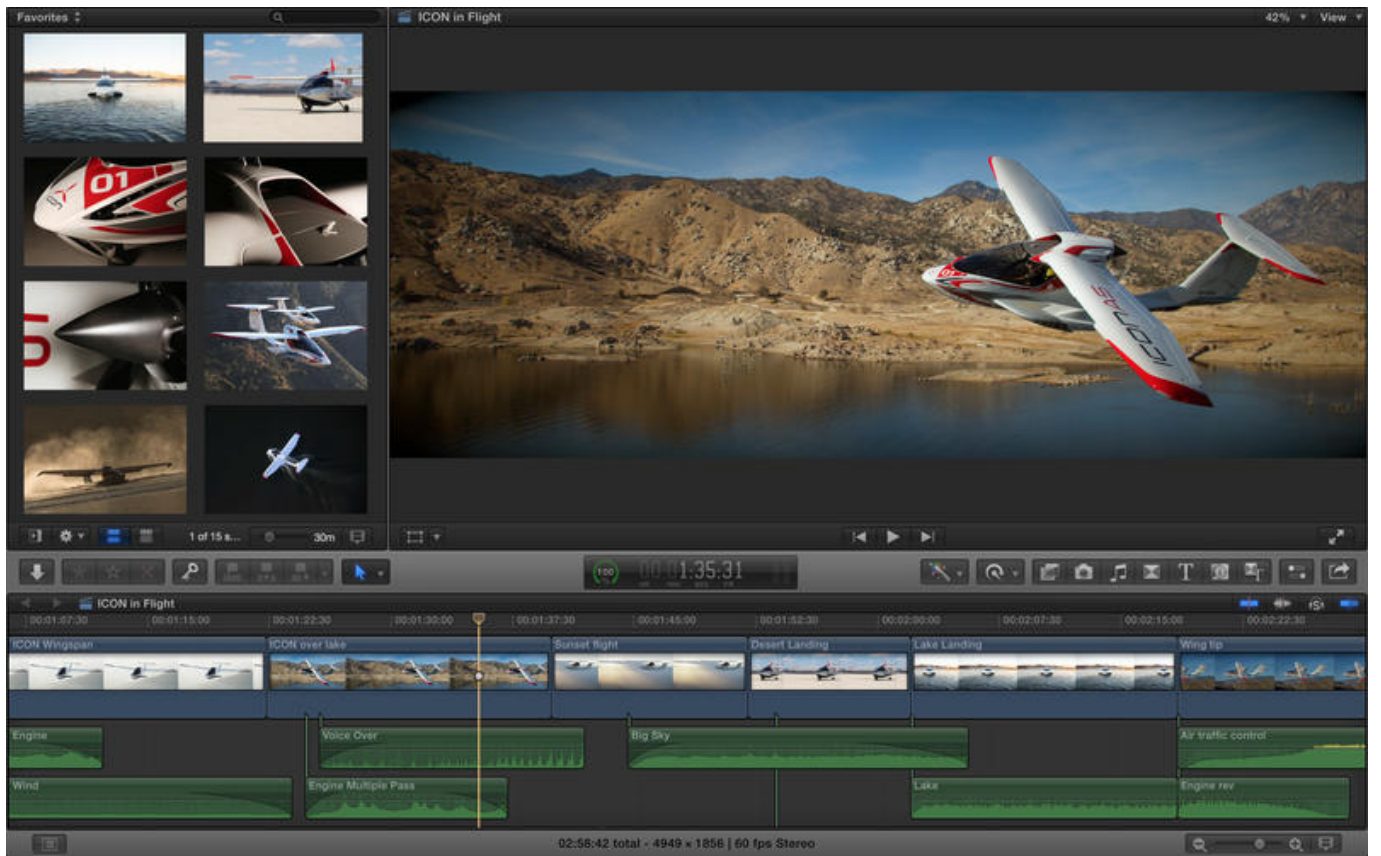 Favorites
ICON in Flight
42%
View
01
ICON A5
1 of 15 s...
30m
100
1:35:31
ICON in Flight
00:01:07:30
00:01:15:00
00:01:22:30
00:01:30:00
00:01:37:30
00:01:45:00
00:01:52:30
00:02:00:00
00:02:07:30
00:02:15:00
00:02:22:30
ICON Wingspan
ICON over lake
Sunset flight
Desert Landing
Lake Landing
Wing tip
Engine
Voice Over
Big Sky
Air traffic control
Wind
Engine Multiple Pass
Lake
Engine rev
02:58:42 total - 4949 x 1856 | 60 fps Stereo